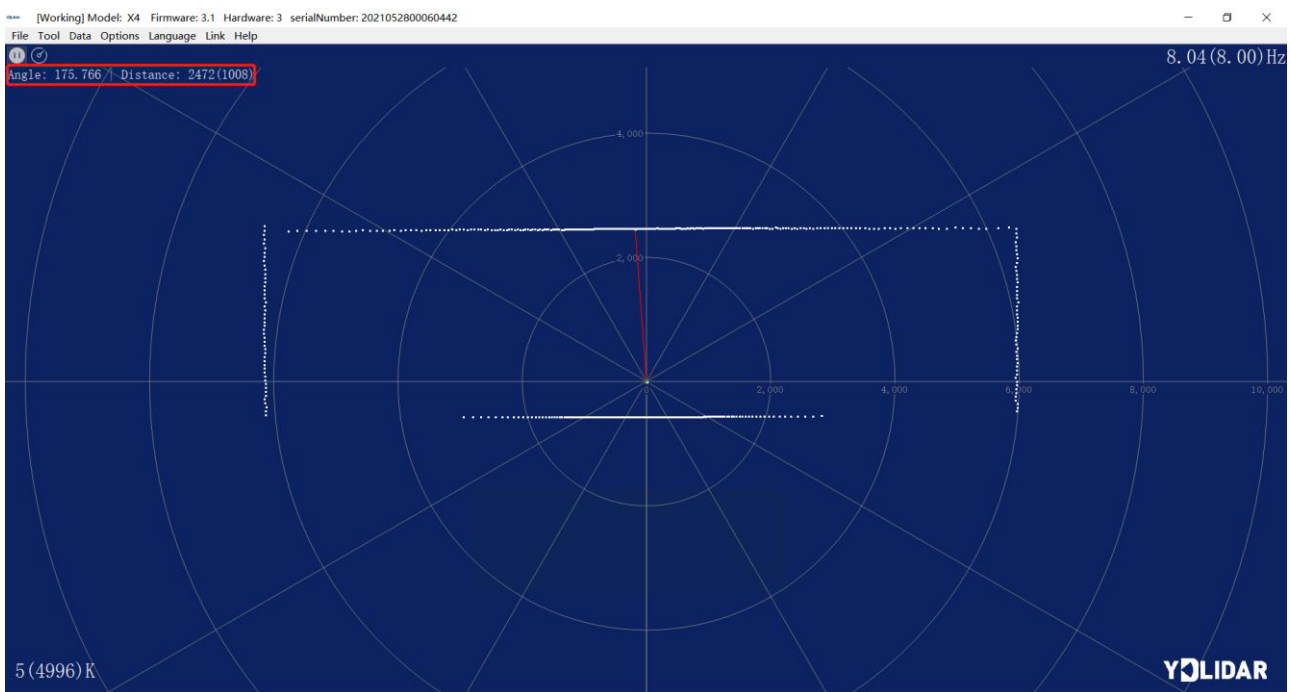 [Working] Model: X4 Firmware: 3.1 Hardware: 3 serialNumber: 2021052800060442
File Tool Data Options Language Link Help
8.04(8.00)Hz
Angle: 175.766 | Distance: 2472(1008)
4,000
2,000
0 2,000 4,000 6,000 8,000 10,000
5(4996)K
YDLIDAR